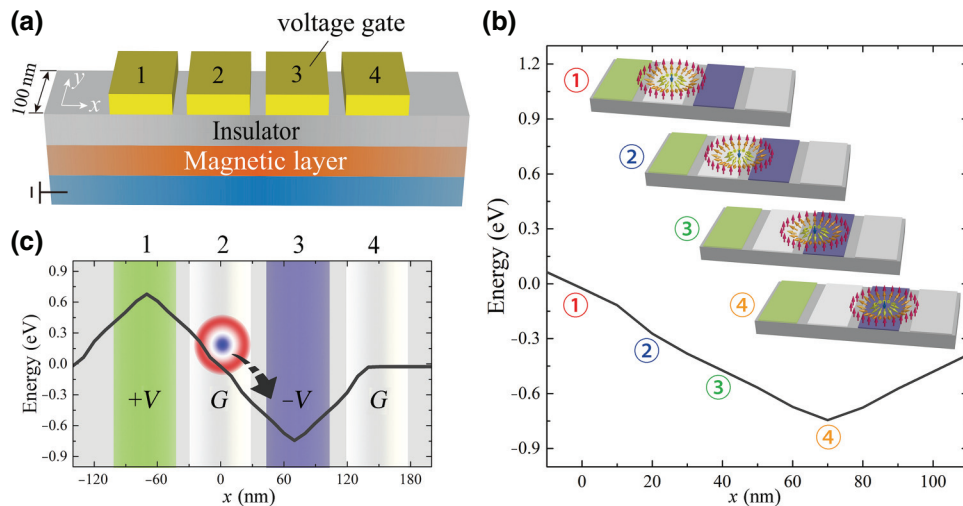 (a)
voltage gate
1 2 3 4
100 nm
y
x
Insulator
Magnetic layer
(b)
Energy (eV)
1.2
0.9
0.6
0.3
0.0
-0.3
-0.6
-0.9
1
2
3
4
1
2
3
4
0 20 40 60 80 100
x (nm)
(c)
1 2 3 4
Energy (eV)
0.9
0.6
0.3
0.0
-0.3
-0.6
-0.9
+V G –V G
-120 -60 0 60 120 180
x (nm)